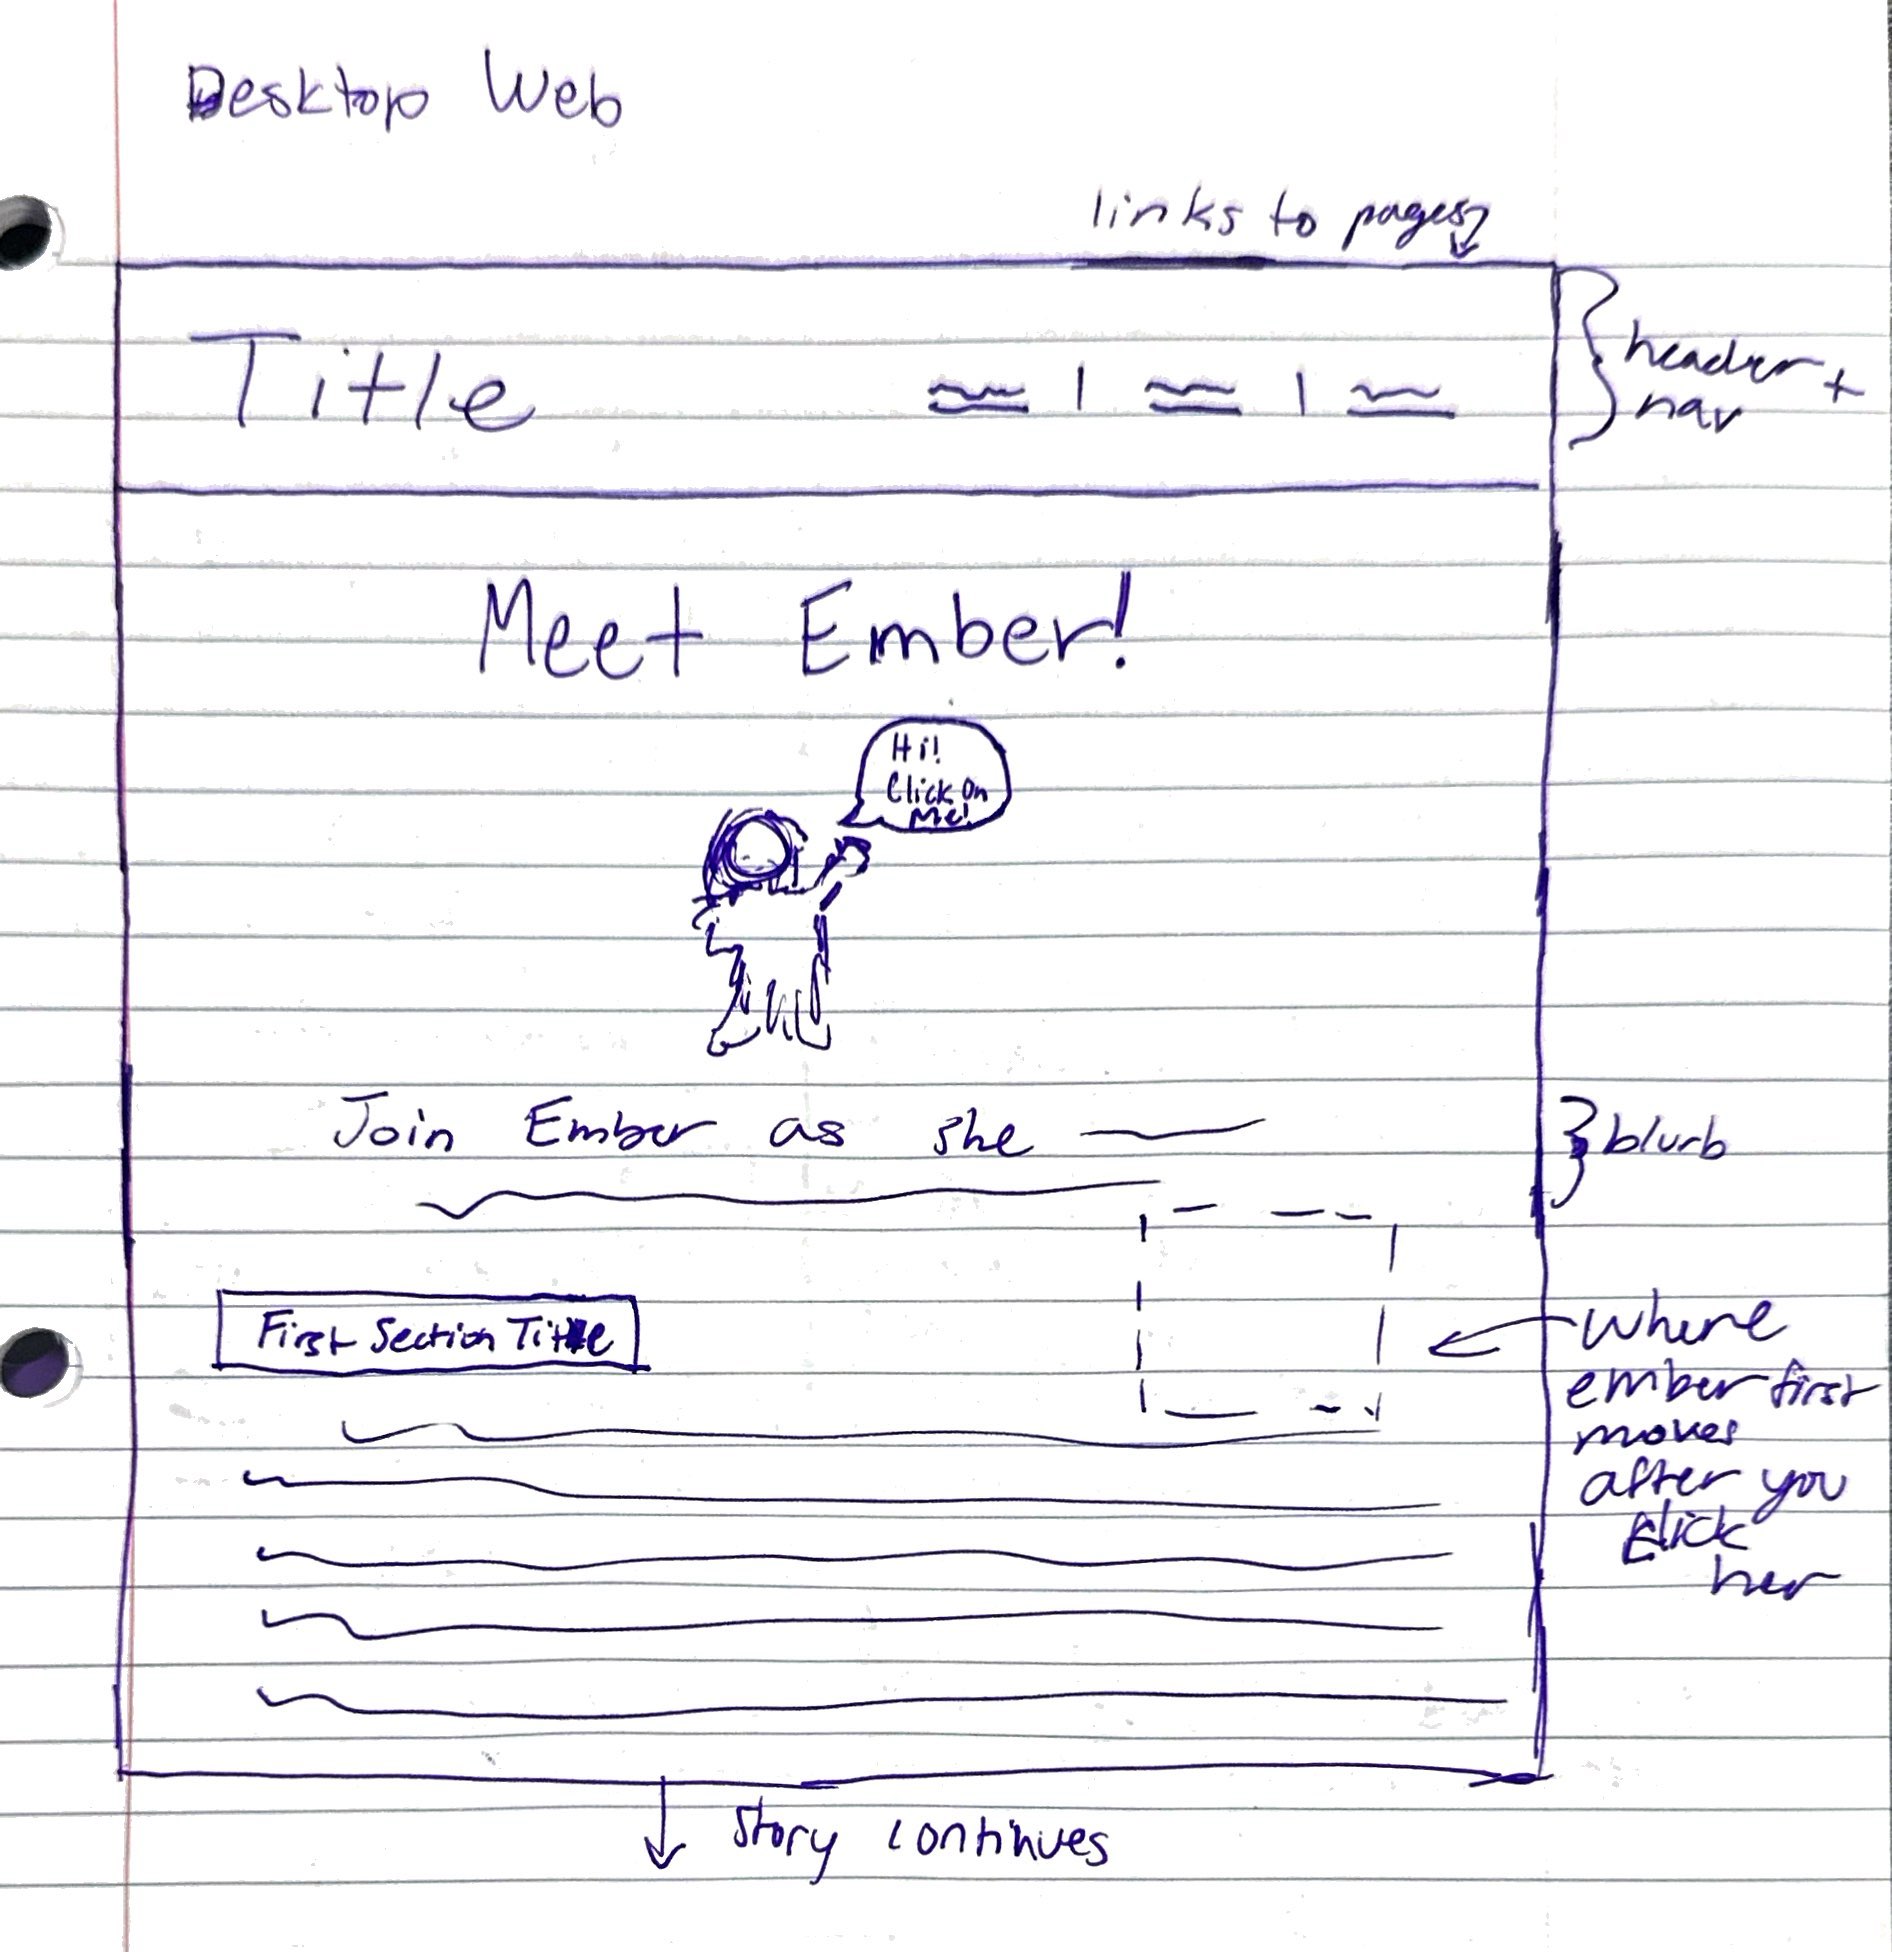 Desktop Web
links to pages
Title
header +
nav
Meet Ember!
Hi!
Click On
Me!
Join Ember as she
blurb
First Section Title
Where
ember first
moves
after you
click
her
Story continues